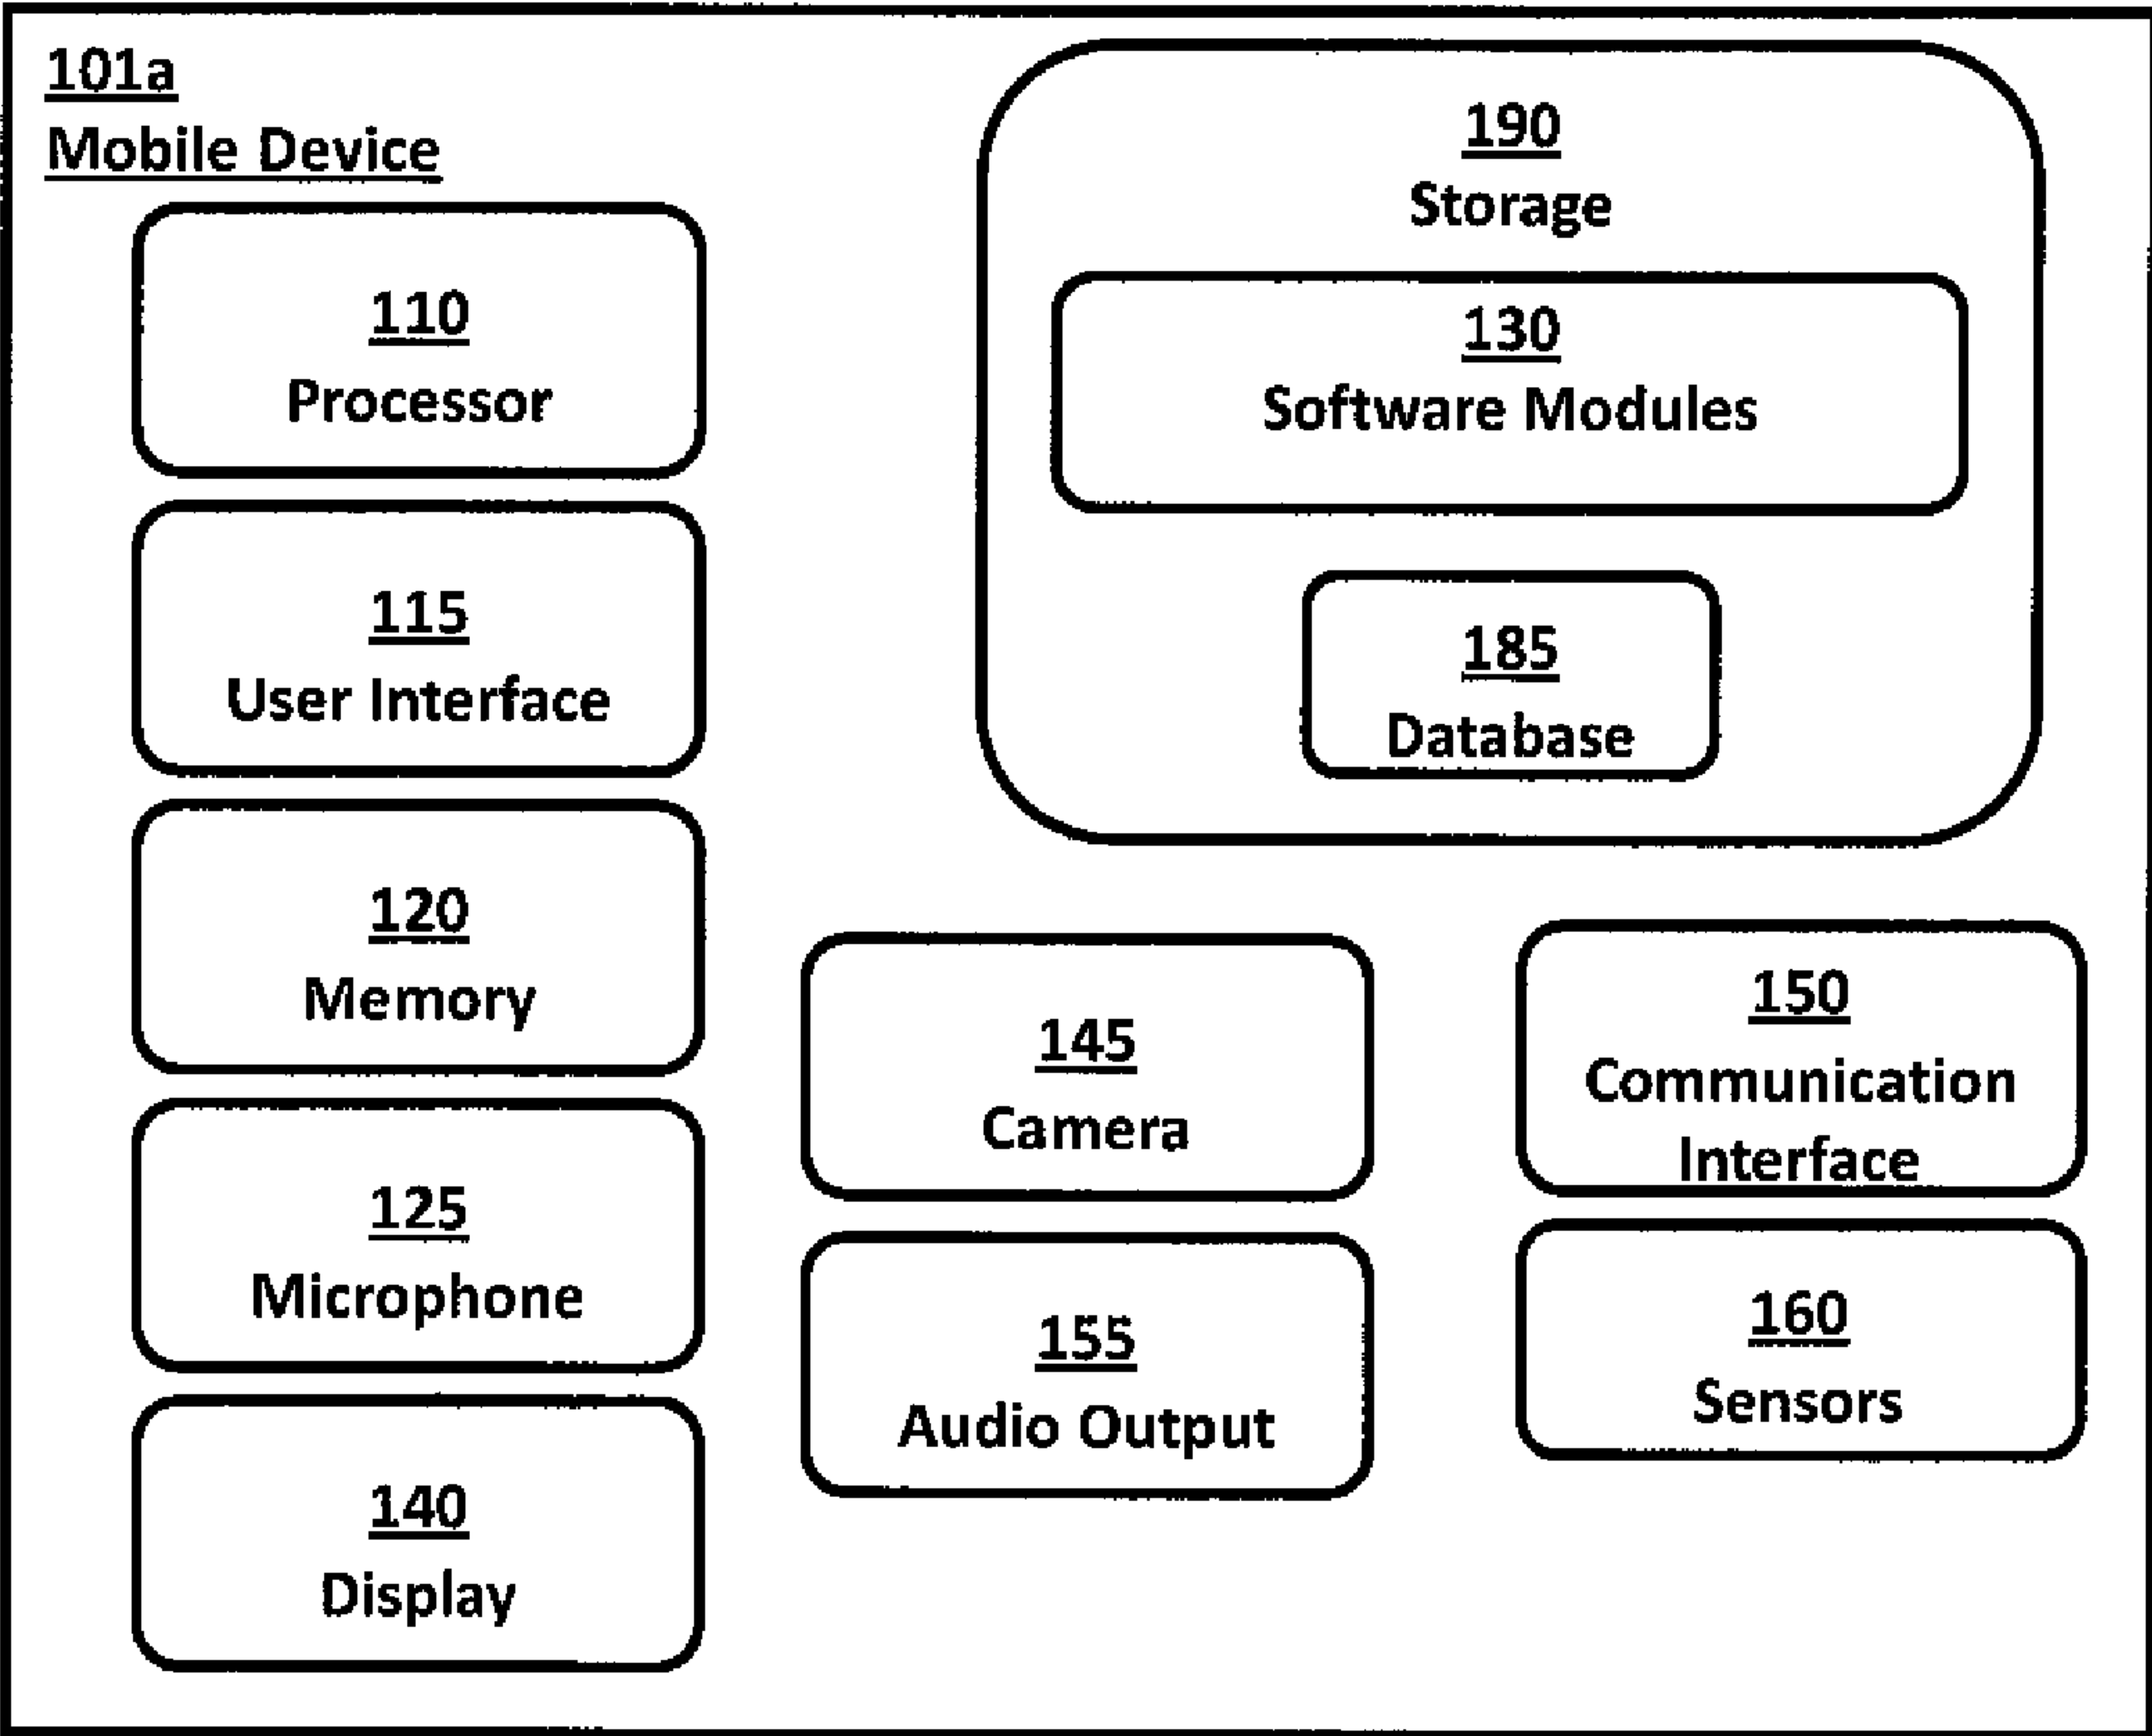 101a
Mobile Device
110
Processor
115
User Interface
120
Memory
125
Microphone
140
Display
190
Storage
130
Software Modules
185
Database
145
Camera
155
Audio Output
150
Communication
Interface
160
Sensors